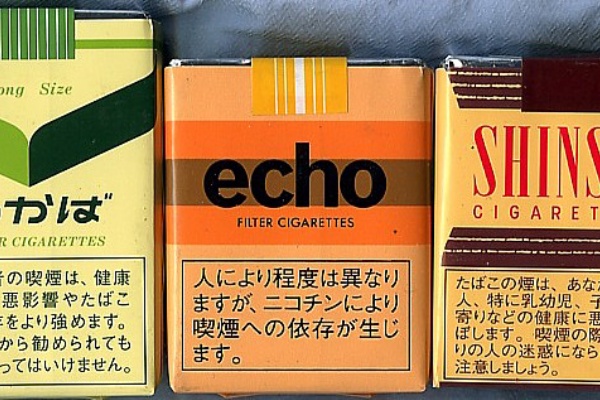 ong Size
かば
R CIGARETTES
者の喫煙は、健康
悪影響やたばこ
をより強めます。
から勧められても
ってはいけません。
echo
FILTER CIGARETTES
人により程度は異なり
ますが、ニコチンにより
喫煙への依存が生じ
ます。
SHINS
CIGARET
たばこの煙は、あな
人、特に乳幼児、子
寄りなどの健康に悪
ぼします。喫煙の際
りの人の迷惑になら
注意しましょう。